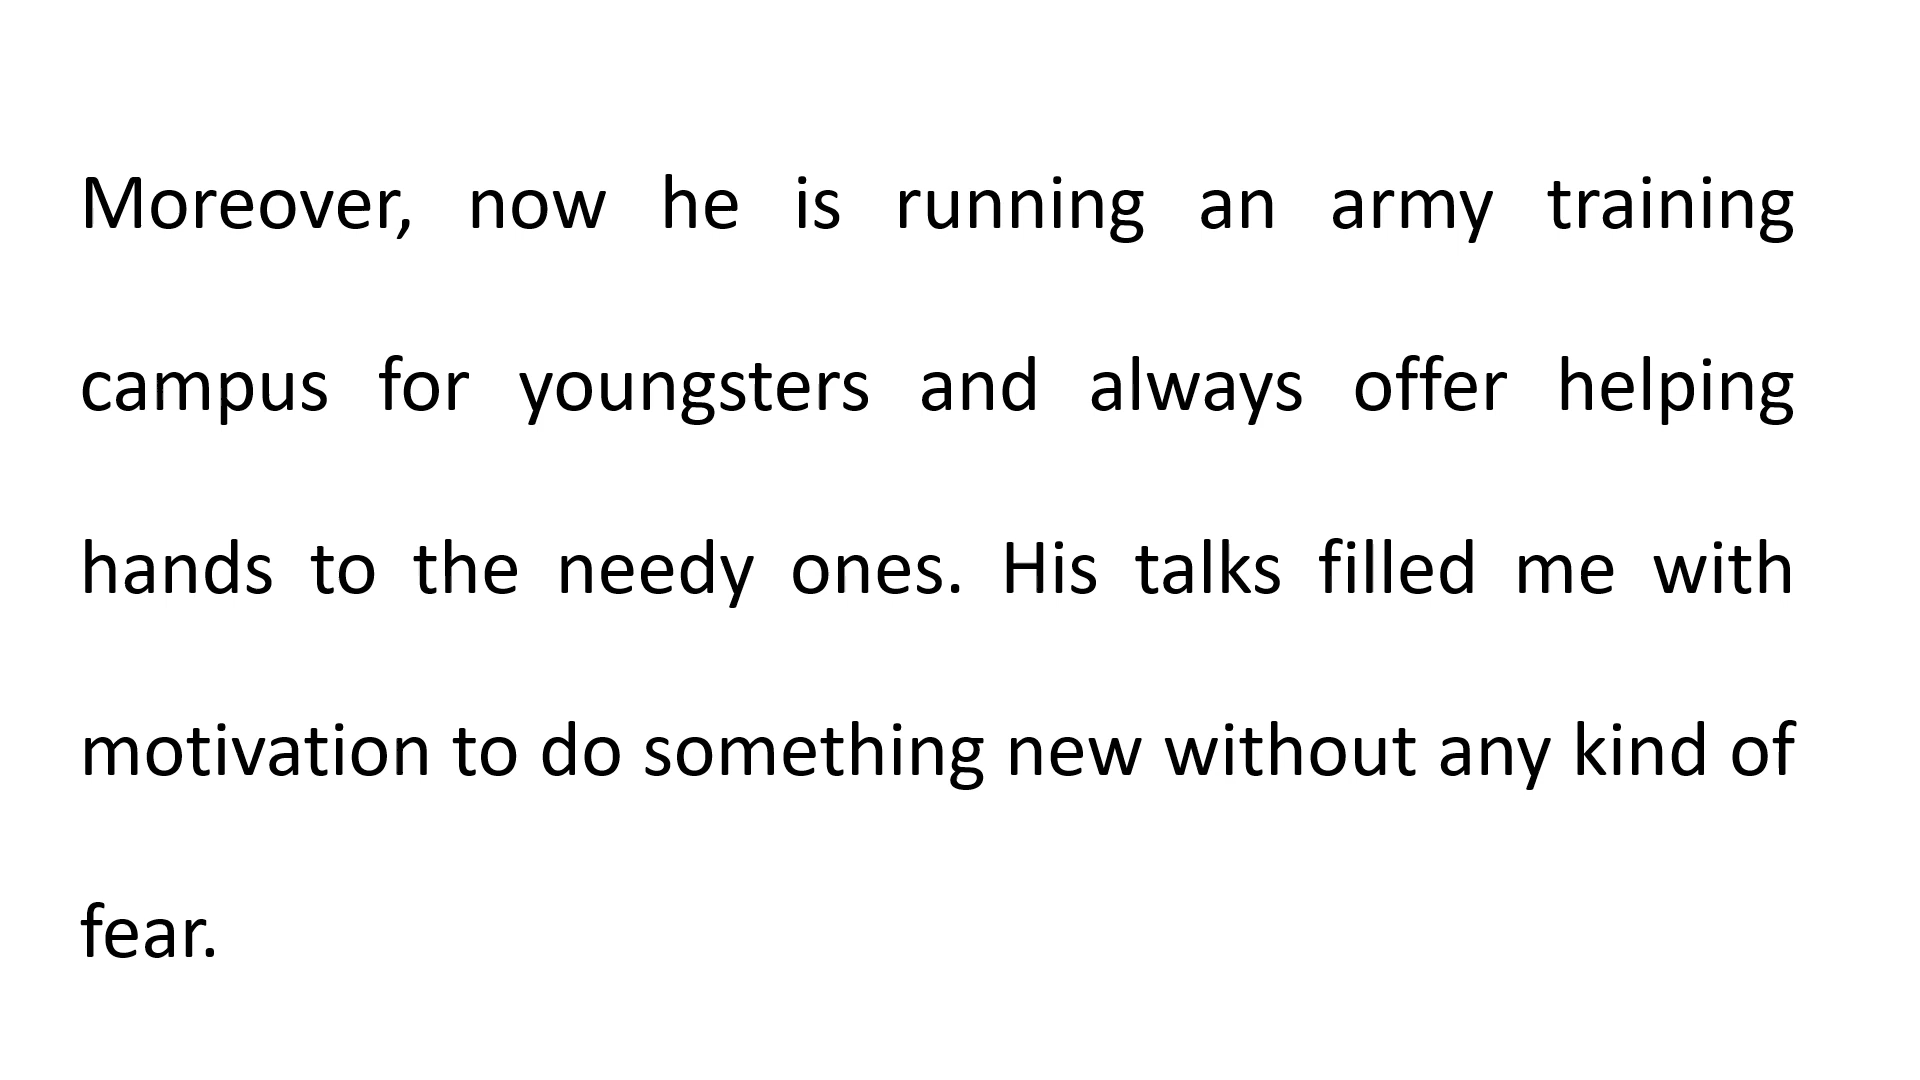 Moreover, now he is running an army training
campus for youngsters and always offer helping
hands to the needy ones. His talks filled me with
motivation to do something new without any kind of
fear.